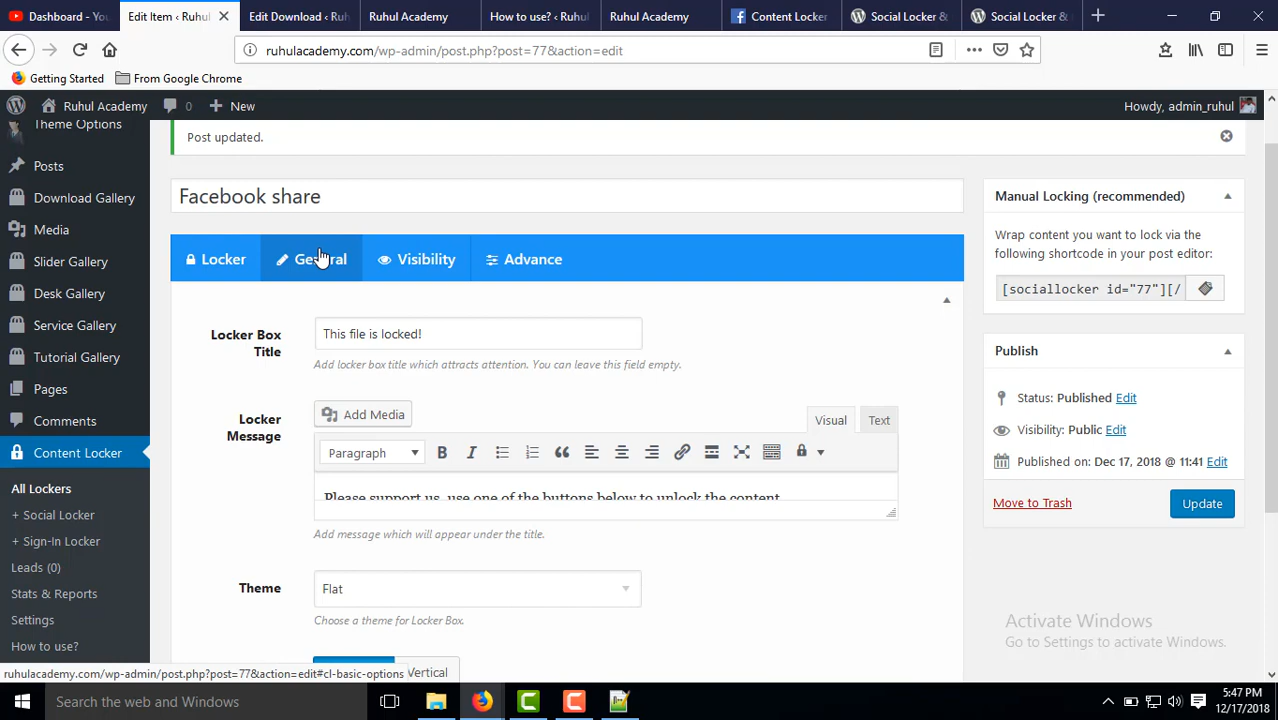 Dashboard - You
Edit Item ‹ Ruhul
Edit Download ‹ Ruh
Ruhul Academy
How to use? ‹ Ruhul
Ruhul Academy
Content Locker
Social Locker &
Social Locker &
ruhulacademy.com/wp-admin/post.php?post=77&action=edit
Getting Started
From Google Chrome
Ruhul Academy
0
New
Howdy, admin_ruhul
Theme Options
Posts
Download Gallery
Media
Slider Gallery
Desk Gallery
Service Gallery
Tutorial Gallery
Pages
Comments
Content Locker
All Lockers
+ Social Locker
+ Sign-In Locker
Leads (0)
Stats & Reports
Settings
How to use?
Post updated.
Facebook share
Locker
General
Visibility
Advance
Locker Box Title
This file is locked!
Add locker box title which attracts attention. You can leave this field empty.
Locker Message
Add Media
Visual
Text
Paragraph
Please support us, use one of the buttons below to unlock the content.
Add message which will appear under the title.
Theme
Flat
Choose a theme for Locker Box.
Vertical
Manual Locking (recommended)
Wrap content you want to lock via the
following shortcode in your post editor:
[sociallocker id="77"][/
Publish
Status: Published Edit
Visibility: Public Edit
Published on: Dec 17, 2018 @ 11:41 Edit
Move to Trash
Update
Activate Windows
Go to Settings to activate Windows.
ruhulacademy.com/wp-admin/post.php?post=77&action=edit#cl-basic-options
Search the web and Windows
5:47 PM
12/17/2018